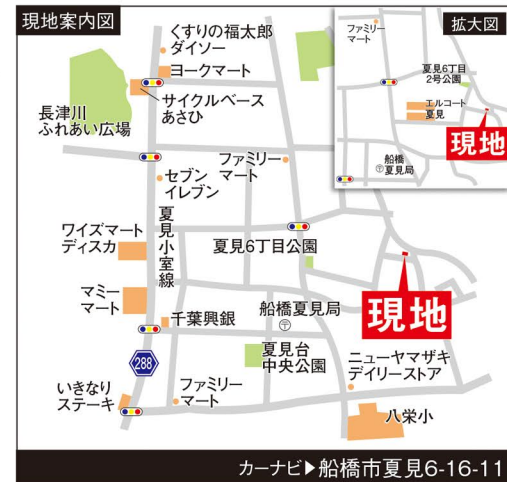 現地案内図
くすりの福太郎
ダイソー
ヨークマート
サイクルベース
あさひ
長津川
ふれあい広場
セブン
イレブン
ファミリー
マート
ワイズマート
ディスカ
夏見小室線
夏見6丁目公園
マミー
マート
千葉興銀
船橋夏見局
〒
現地
288
夏見台
中央公園
ニューヤマザキ
デイリーストア
いきなり
ステーキ
ファミリー
マート
八栄小
拡大図
ファミリー
マート
夏見6丁目
2号公園
エルコート
夏見
現地
船橋
〒夏見局
カーナビ▶船橋市夏見6-16-11